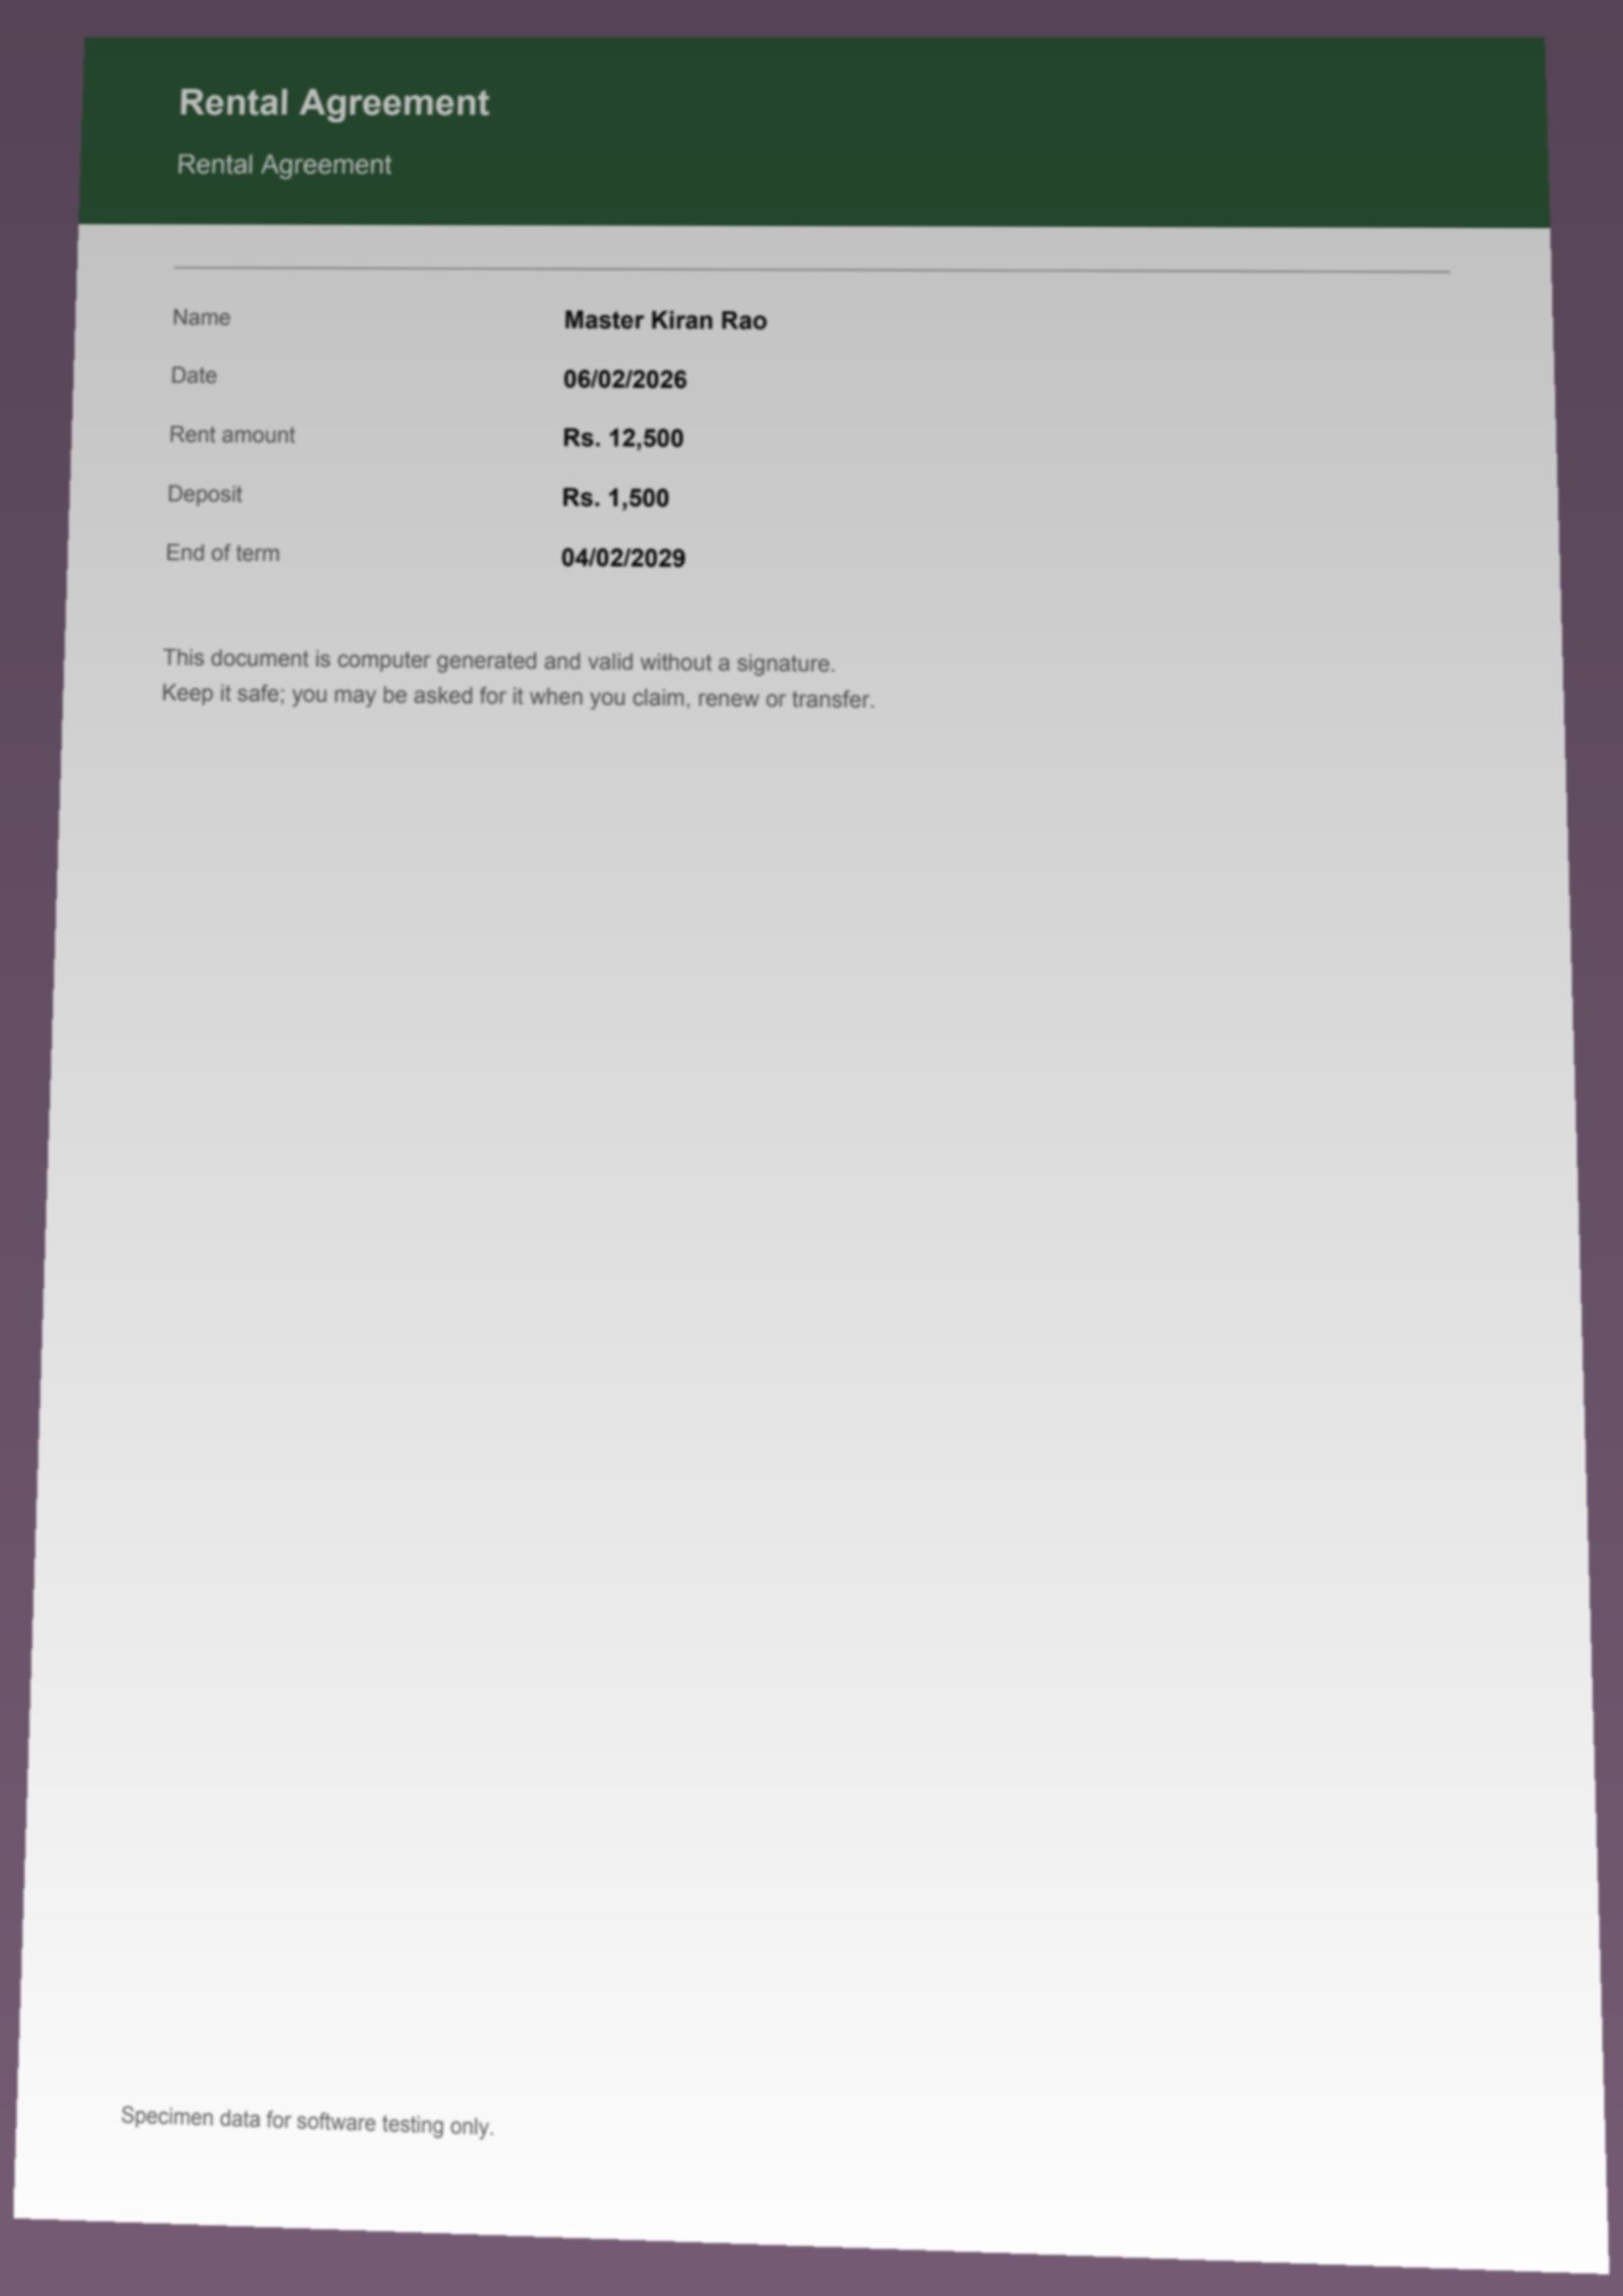 Rental Agreement
Rental Agreement
Name Master Kiran Rao
Date 06/02/2026
Rent amount Rs. 12,500
Deposit Rs. 1,500
End of term 04/02/2029
This document is computer generated and valid without a signature.
Keep it safe; you may be asked for it when you claim, renew or transfer.
Specimen data for software testing only.